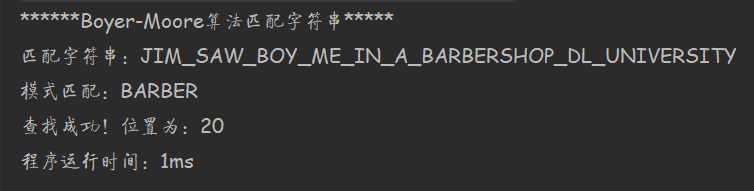 ******Boyer-Moore算法匹配字符串*****
匹配字符串：JIM_SAW_BOY_ME_IN_A_BARBERSHOP_DL_UNIVERSITY
模式匹配：BARBER
查找成功！位置为：20
程序运行时间：1ms